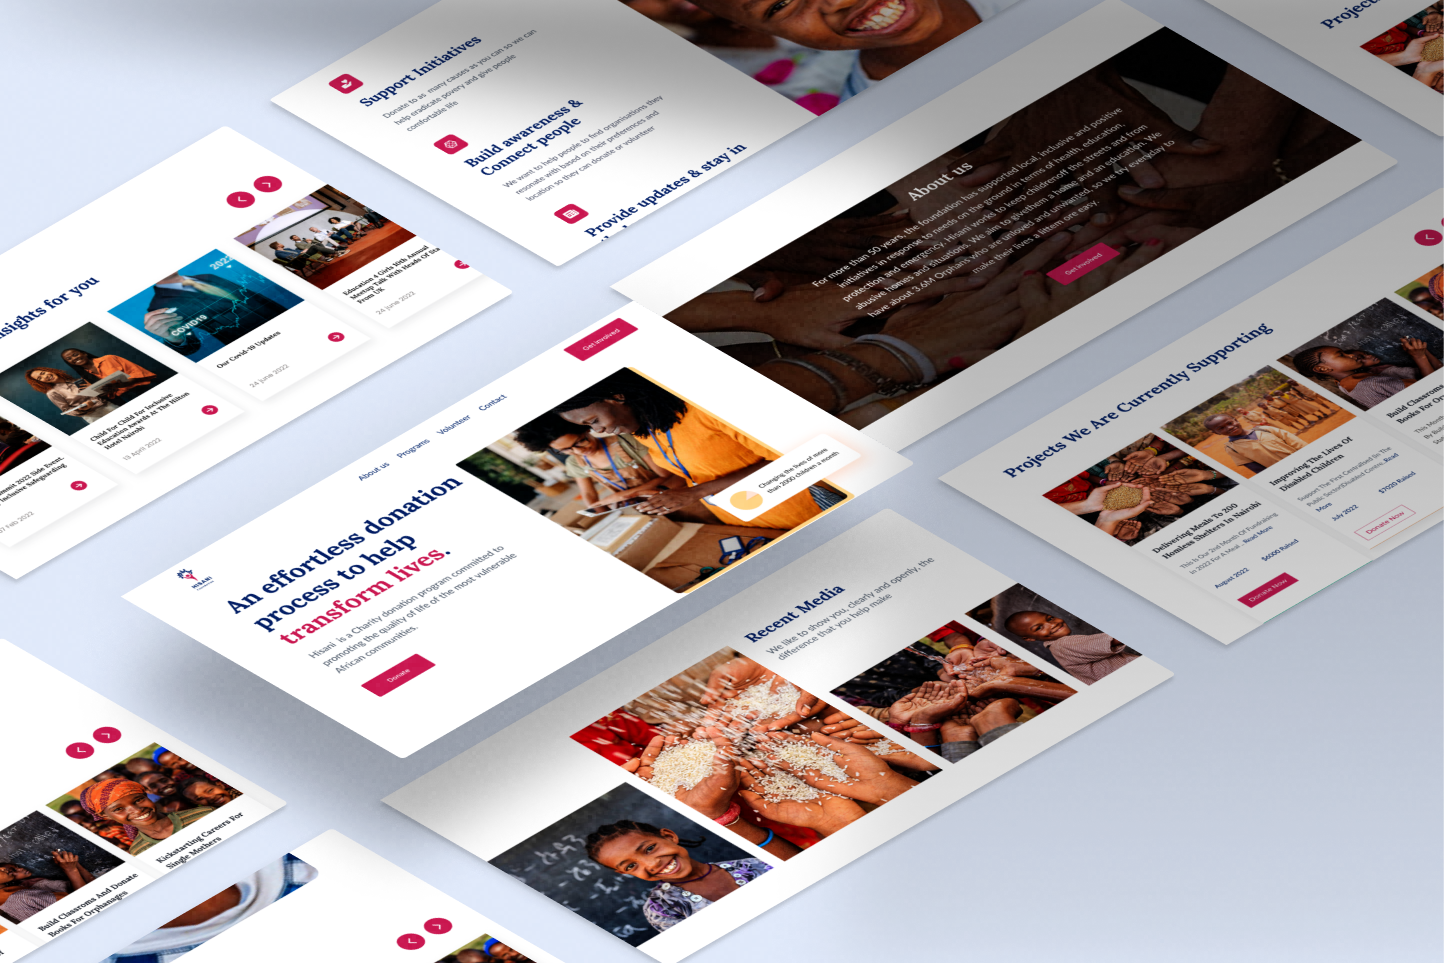 Support Initiatives
Donate to as many causes as you can so we can
help eradicate povery and give people
comfortable life
Build awareness &
Connect people
We want to help people to find organisations they
resonate with based on their preferences and
location so they can donate or volunteer
Provide updates & stay in
Projec
About us
For more than 50 years, the foundation has supported local, inclusive and positive
initiatives in response to needs on the ground in terms of health, education,
protection and emergency. Hisani works to keep childrenoff the streets and from
abusive homes and situations. We aim to givethem a home and an education. We
have about 3.6M Orphans who are unloved and unwanted, so we try everyday to
make their lives a littem ore easy.
Get involved
nsights for you
Education 4 Girls 10th Annual
Meetup Talk With Heads Of Sta
From UK
24 june 2022
2022
COVID19
Our Covid-19 Updates
24 june 2022
Child For Child For Inclusive
Education Awards At The Hilton
Hotel Nairobi
13 April 2022
mmit 2022 Side Event.
Inclusive Safeguarding
07 Feb 2022
HISANI
About us
Programs
Volunteer
Contact
Get involved
An effortless donation
process to help
transform lives.
Hisani is a Charity donation program committed to
promoting the quality of life of the most vulnerable
African communities.
Donate
Changing the lives of more
than 2000 children a month
Projects We Are Currently Supporting
Delivering Meals To 200
Homless Shelters In Nairobi
This Is Our 2nd Month Of Fundraising
In 2022 For A Meal .. Read More
August 2022
$6000 Raised
Donate Now
Improving The Lives Of
Disabled Children
Support The First Centralised In The
Public Sector)Disabled Centre..Read
More
July 2022
$7020 Raised
Donate Now
Build Classrooms
Books For Or
This Month
By Buil
Recent Media
We like to show you, clearly and openly, the
difference that you help make
Kickstarting Careers For
Single Mothers
Build Classroms And Donate
Books For Orphanages